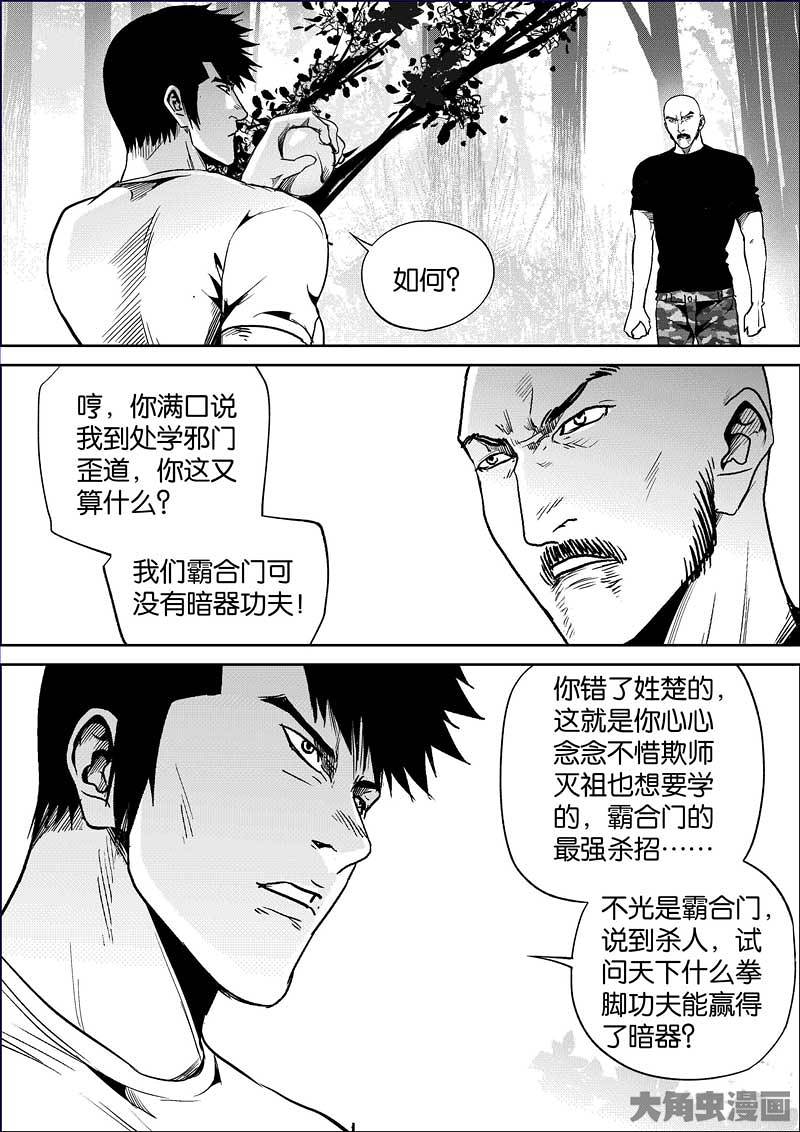 如何？
哼，你满口说
我到处学邪门
歪道，你这又
算什么？
我们霸合门可
没有暗器功夫！
你错了姓楚的，
这就是你心心
念念不惜欺师
灭祖也想要学
的，霸合门的
最强杀招……
不光是霸合门，
说到杀人，试
问天下什么拳
脚功夫能赢得
了暗器？
大角虫漫画